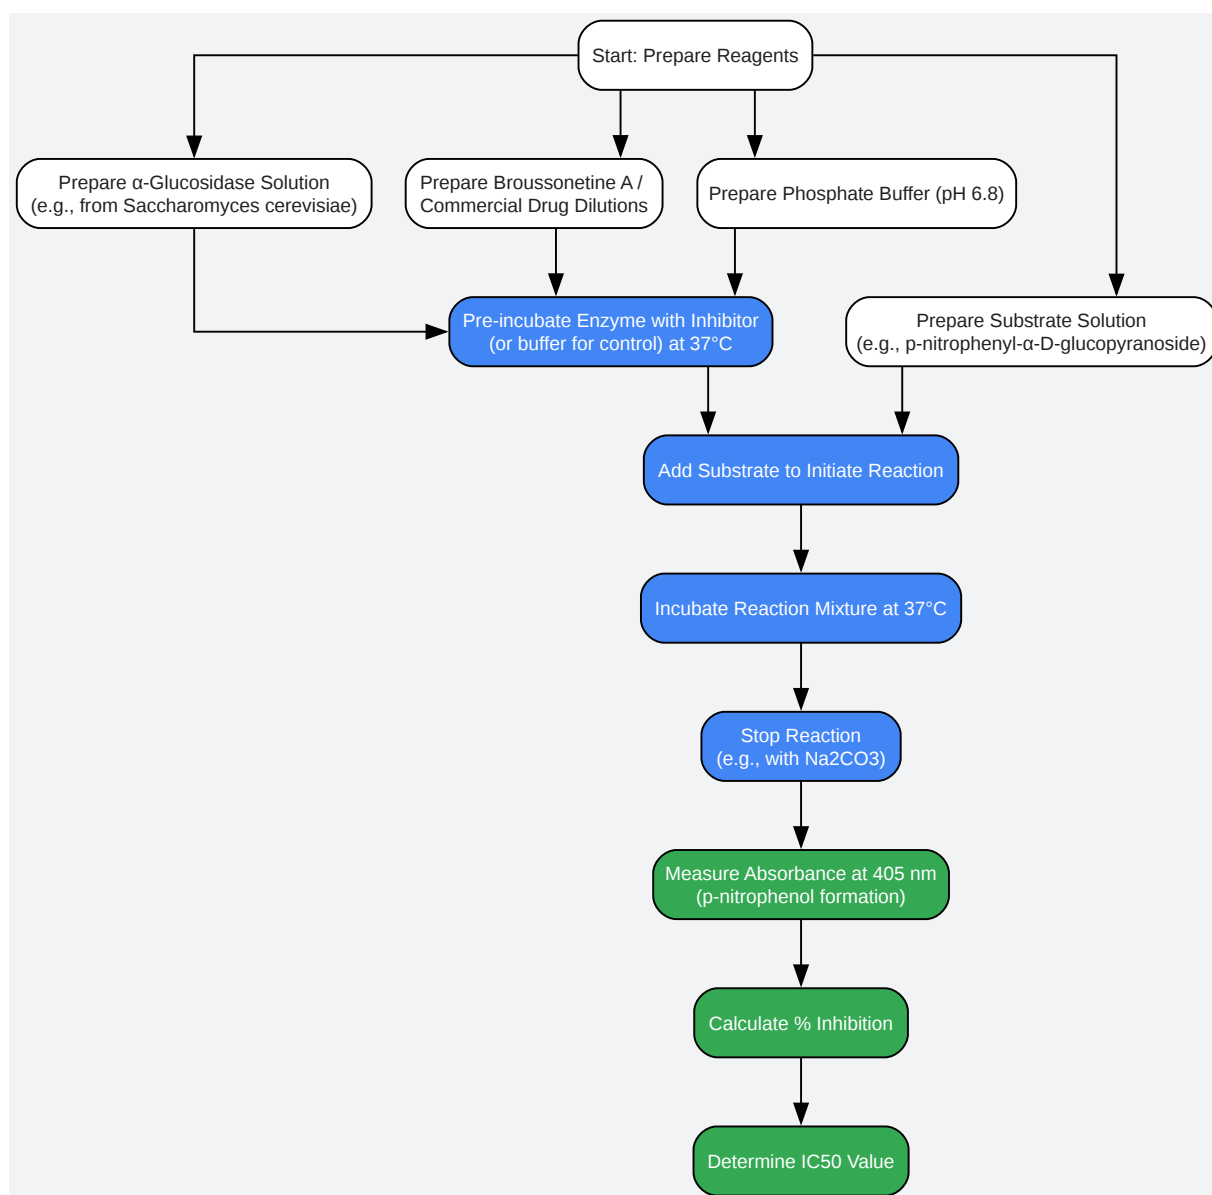 Start: Prepare Reagents
Prepare α-Glucosidase Solution
(e.g., from Saccharomyces cerevisiae)
Prepare Broussonetine A /
Commercial Drug Dilutions
Prepare Phosphate Buffer (pH 6.8)
Pre-incubate Enzyme with Inhibitor
(or buffer for control) at 37°C
Prepare Substrate Solution
(e.g., p-nitrophenyl-α-D-glucopyranoside)
Add Substrate to Initiate Reaction
Incubate Reaction Mixture at 37°C
Stop Reaction
(e.g., with Na2CO3)
Measure Absorbance at 405 nm
(p-nitrophenol formation)
Calculate % Inhibition
Determine IC50 Value